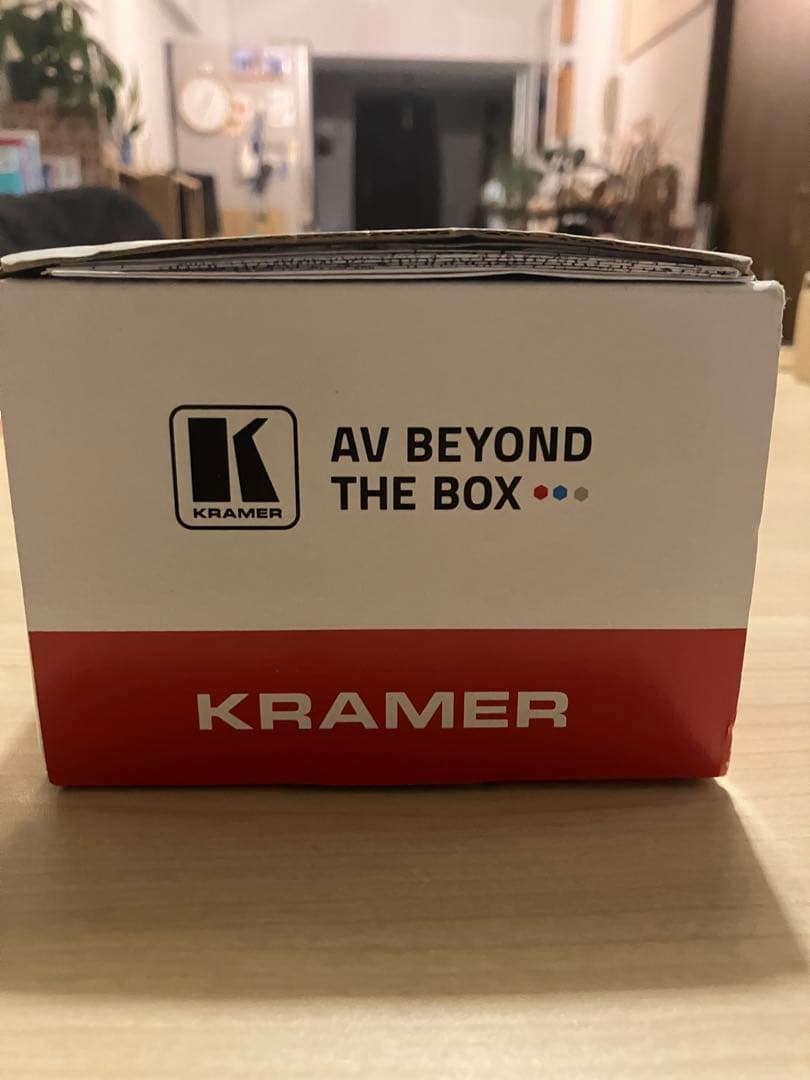 KRAMER
AV BEYOND
THE BOX
KRAMER